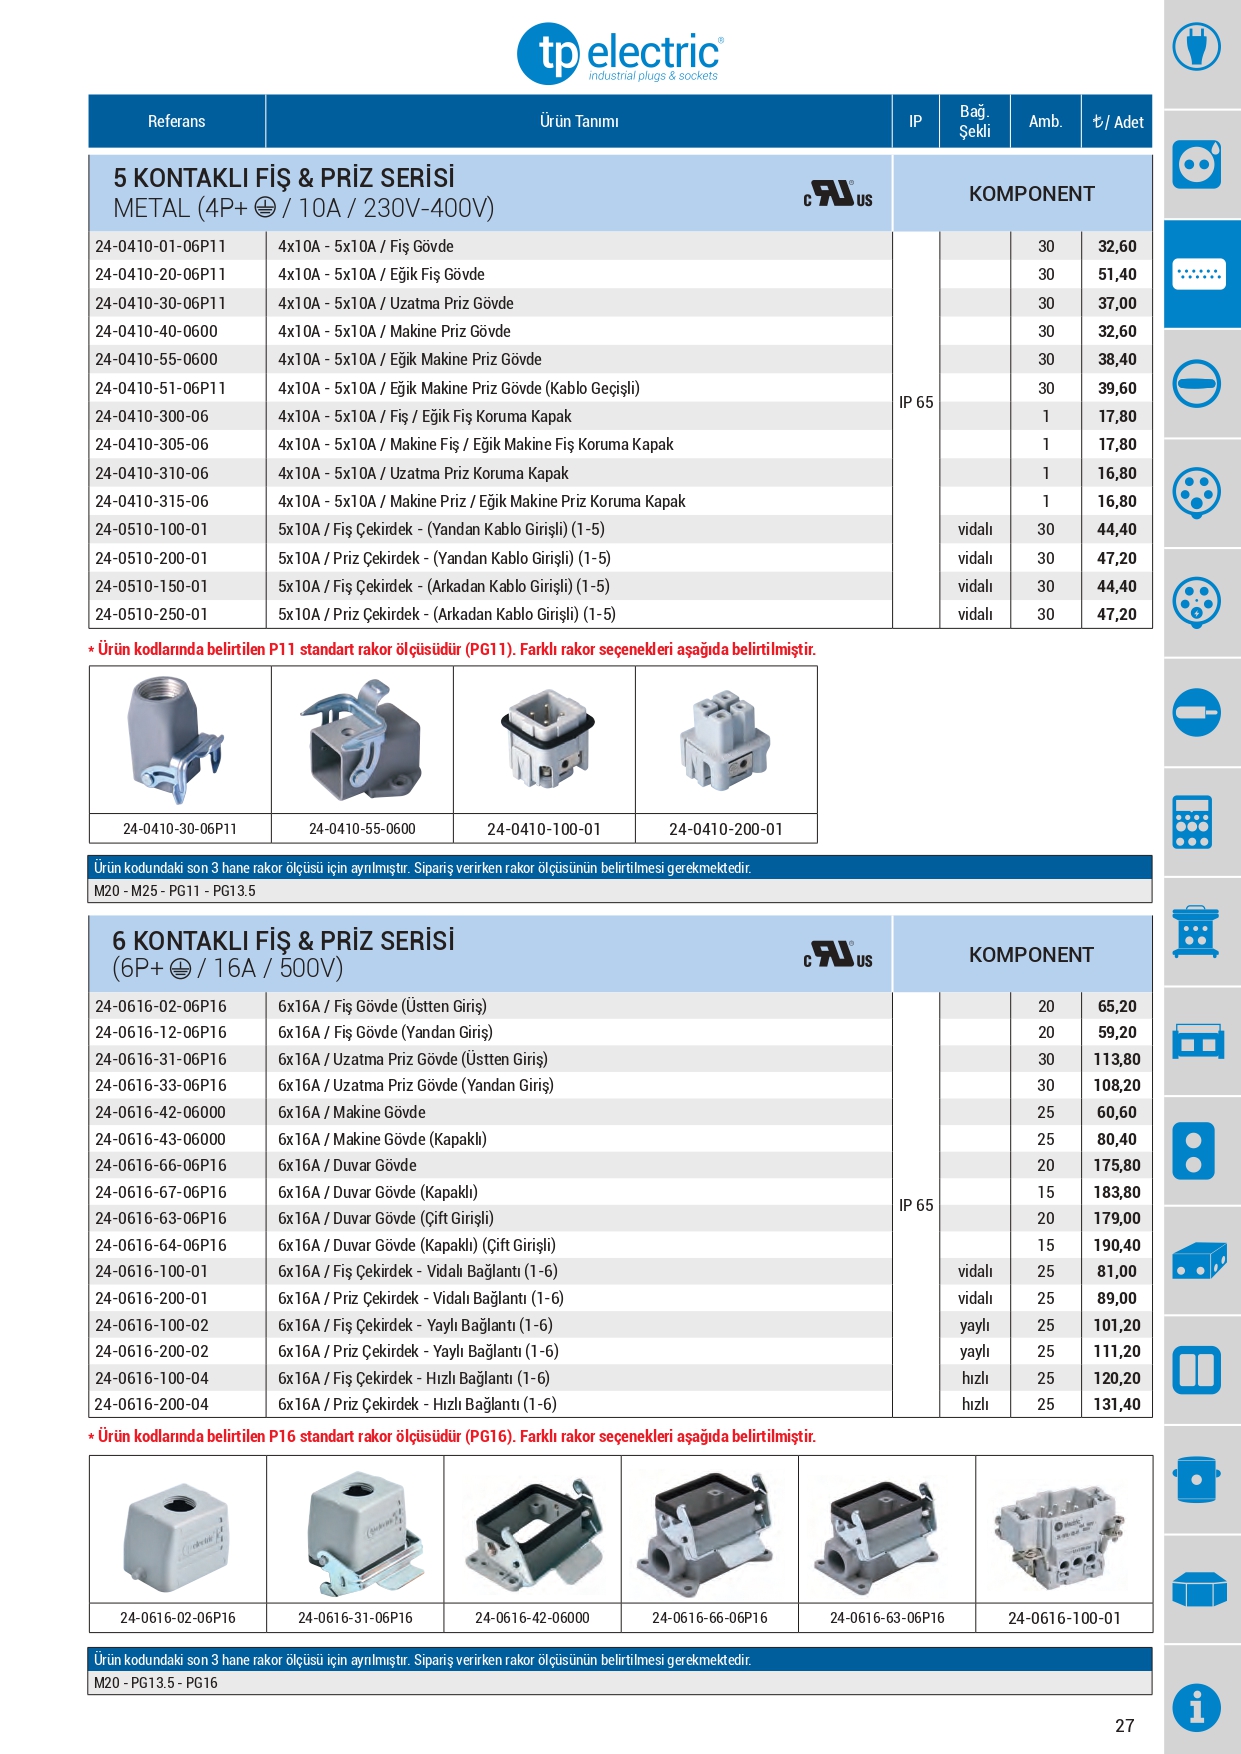 tp electric®
industrial plugs & sockets
Referans Ürün Tanımı IP Bağ. Şekli Amb. ₺/ Adet
5 KONTAKLI FİŞ & PRİZ SERİSİ
METAL (4P+ / 10A / 230V-400V)
c US
KOMPONENT
24-0410-01-06P11 4x10A - 5x10A / Fiş Gövde 30 32,60
24-0410-20-06P11 4x10A - 5x10A / Eğik Fiş Gövde 30 51,40
24-0410-30-06P11 4x10A - 5x10A / Uzatma Priz Gövde 30 37,00
24-0410-40-0600 4x10A - 5x10A / Makine Priz Gövde 30 32,60
24-0410-55-0600 4x10A - 5x10A / Eğik Makine Priz Gövde 30 38,40
24-0410-51-06P11 4x10A - 5x10A / Eğik Makine Priz Gövde (Kablo Geçişli) 30 39,60
IP 65
24-0410-300-06 4x10A - 5x10A / Fiş / Eğik Fiş Koruma Kapak 1 17,80
24-0410-305-06 4x10A - 5x10A / Makine Fiş / Eğik Makine Fiş Koruma Kapak 1 17,80
24-0410-310-06 4x10A - 5x10A / Uzatma Priz Koruma Kapak 1 16,80
24-0410-315-06 4x10A - 5x10A / Makine Priz / Eğik Makine Priz Koruma Kapak 1 16,80
24-0510-100-01 5x10A / Fiş Çekirdek - (Yandan Kablo Girişli) (1-5) vidalı 30 44,40
24-0510-200-01 5x10A / Priz Çekirdek - (Yandan Kablo Girişli) (1-5) vidalı 30 47,20
24-0510-150-01 5x10A / Fiş Çekirdek - (Arkadan Kablo Girişli) (1-5) vidalı 30 44,40
24-0510-250-01 5x10A / Priz Çekirdek - (Arkadan Kablo Girişli) (1-5) vidalı 30 47,20
* Ürün kodlarında belirtilen P11 standart rakor ölçüsüdür (PG11). Farklı rakor seçenekleri aşağıda belirtilmiştir.
24-0410-30-06P11 24-0410-55-0600 24-0410-100-01 24-0410-200-01
Ürün kodundaki son 3 hane rakor ölçüsü için ayrılmıştır. Sipariş verirken rakor ölçüsünün belirtilmesi gerekmektedir.
M20 - M25 - PG11 - PG13.5
6 KONTAKLI FİŞ & PRİZ SERİSİ
(6P+ / 16A / 500V)
c US
KOMPONENT
24-0616-02-06P16 6x16A / Fiş Gövde (Üstten Giriş) 20 65,20
24-0616-12-06P16 6x16A / Fiş Gövde (Yandan Giriş) 20 59,20
24-0616-31-06P16 6x16A / Uzatma Priz Gövde (Üstten Giriş) 30 113,80
24-0616-33-06P16 6x16A / Uzatma Priz Gövde (Yandan Giriş) 30 108,20
24-0616-42-06000 6x16A / Makine Gövde 25 60,60
24-0616-43-06000 6x16A / Makine Gövde (Kapaklı) 25 80,40
24-0616-66-06P16 6x16A / Duvar Gövde 20 175,80
24-0616-67-06P16 6x16A / Duvar Gövde (Kapaklı) 15 183,80
IP 65
24-0616-63-06P16 6x16A / Duvar Gövde (Çift Girişli) 20 179,00
24-0616-64-06P16 6x16A / Duvar Gövde (Kapaklı) (Çift Girişli) 15 190,40
24-0616-100-01 6x16A / Fiş Çekirdek - Vidalı Bağlantı (1-6) vidalı 25 81,00
24-0616-200-01 6x16A / Priz Çekirdek - Vidalı Bağlantı (1-6) vidalı 25 89,00
24-0616-100-02 6x16A / Fiş Çekirdek - Yaylı Bağlantı (1-6) yaylı 25 101,20
24-0616-200-02 6x16A / Priz Çekirdek - Yaylı Bağlantı (1-6) yaylı 25 111,20
24-0616-100-04 6x16A / Fiş Çekirdek - Hızlı Bağlantı (1-6) hızlı 25 120,20
24-0616-200-04 6x16A / Priz Çekirdek - Hızlı Bağlantı (1-6) hızlı 25 131,40
* Ürün kodlarında belirtilen P16 standart rakor ölçüsüdür (PG16). Farklı rakor seçenekleri aşağıda belirtilmiştir.
24-0616-02-06P16 24-0616-31-06P16 24-0616-42-06000 24-0616-66-06P16 24-0616-63-06P16 24-0616-100-01
Ürün kodundaki son 3 hane rakor ölçüsü için ayrılmıştır. Sipariş verirken rakor ölçüsünün belirtilmesi gerekmektedir.
M20 - PG13.5 - PG16
27